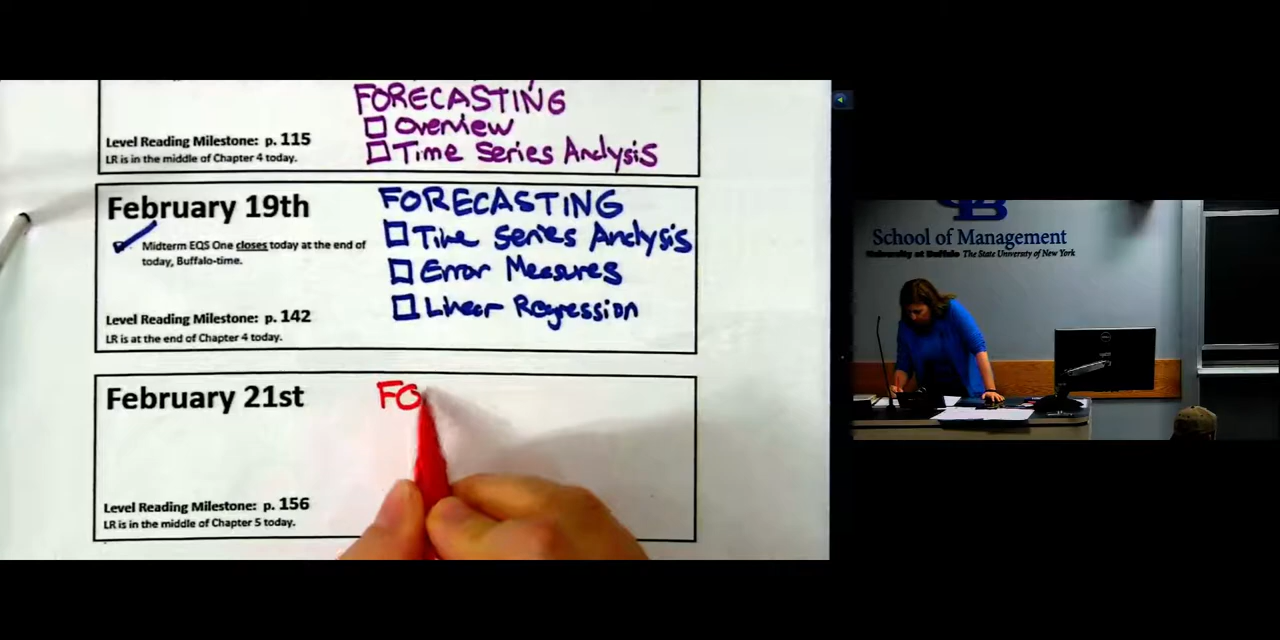 FORECASTING
Overview
Time Series Analysis
Level Reading Milestone: p. 115
LR is in the middle of Chapter 4 today.
February 19th
Midterm EQS One closes today at the end of
today, Buffalo-time.
FORECASTING
Time Series Analysis
Error Measures
Linear Regression
Level Reading Milestone: p. 142
LR is at the end of Chapter 4 today.
February 21st
FO
Level Reading Milestone: p. 156
LR is in the middle of Chapter 5 today.
School of Management
University at Buffalo The State University of New York